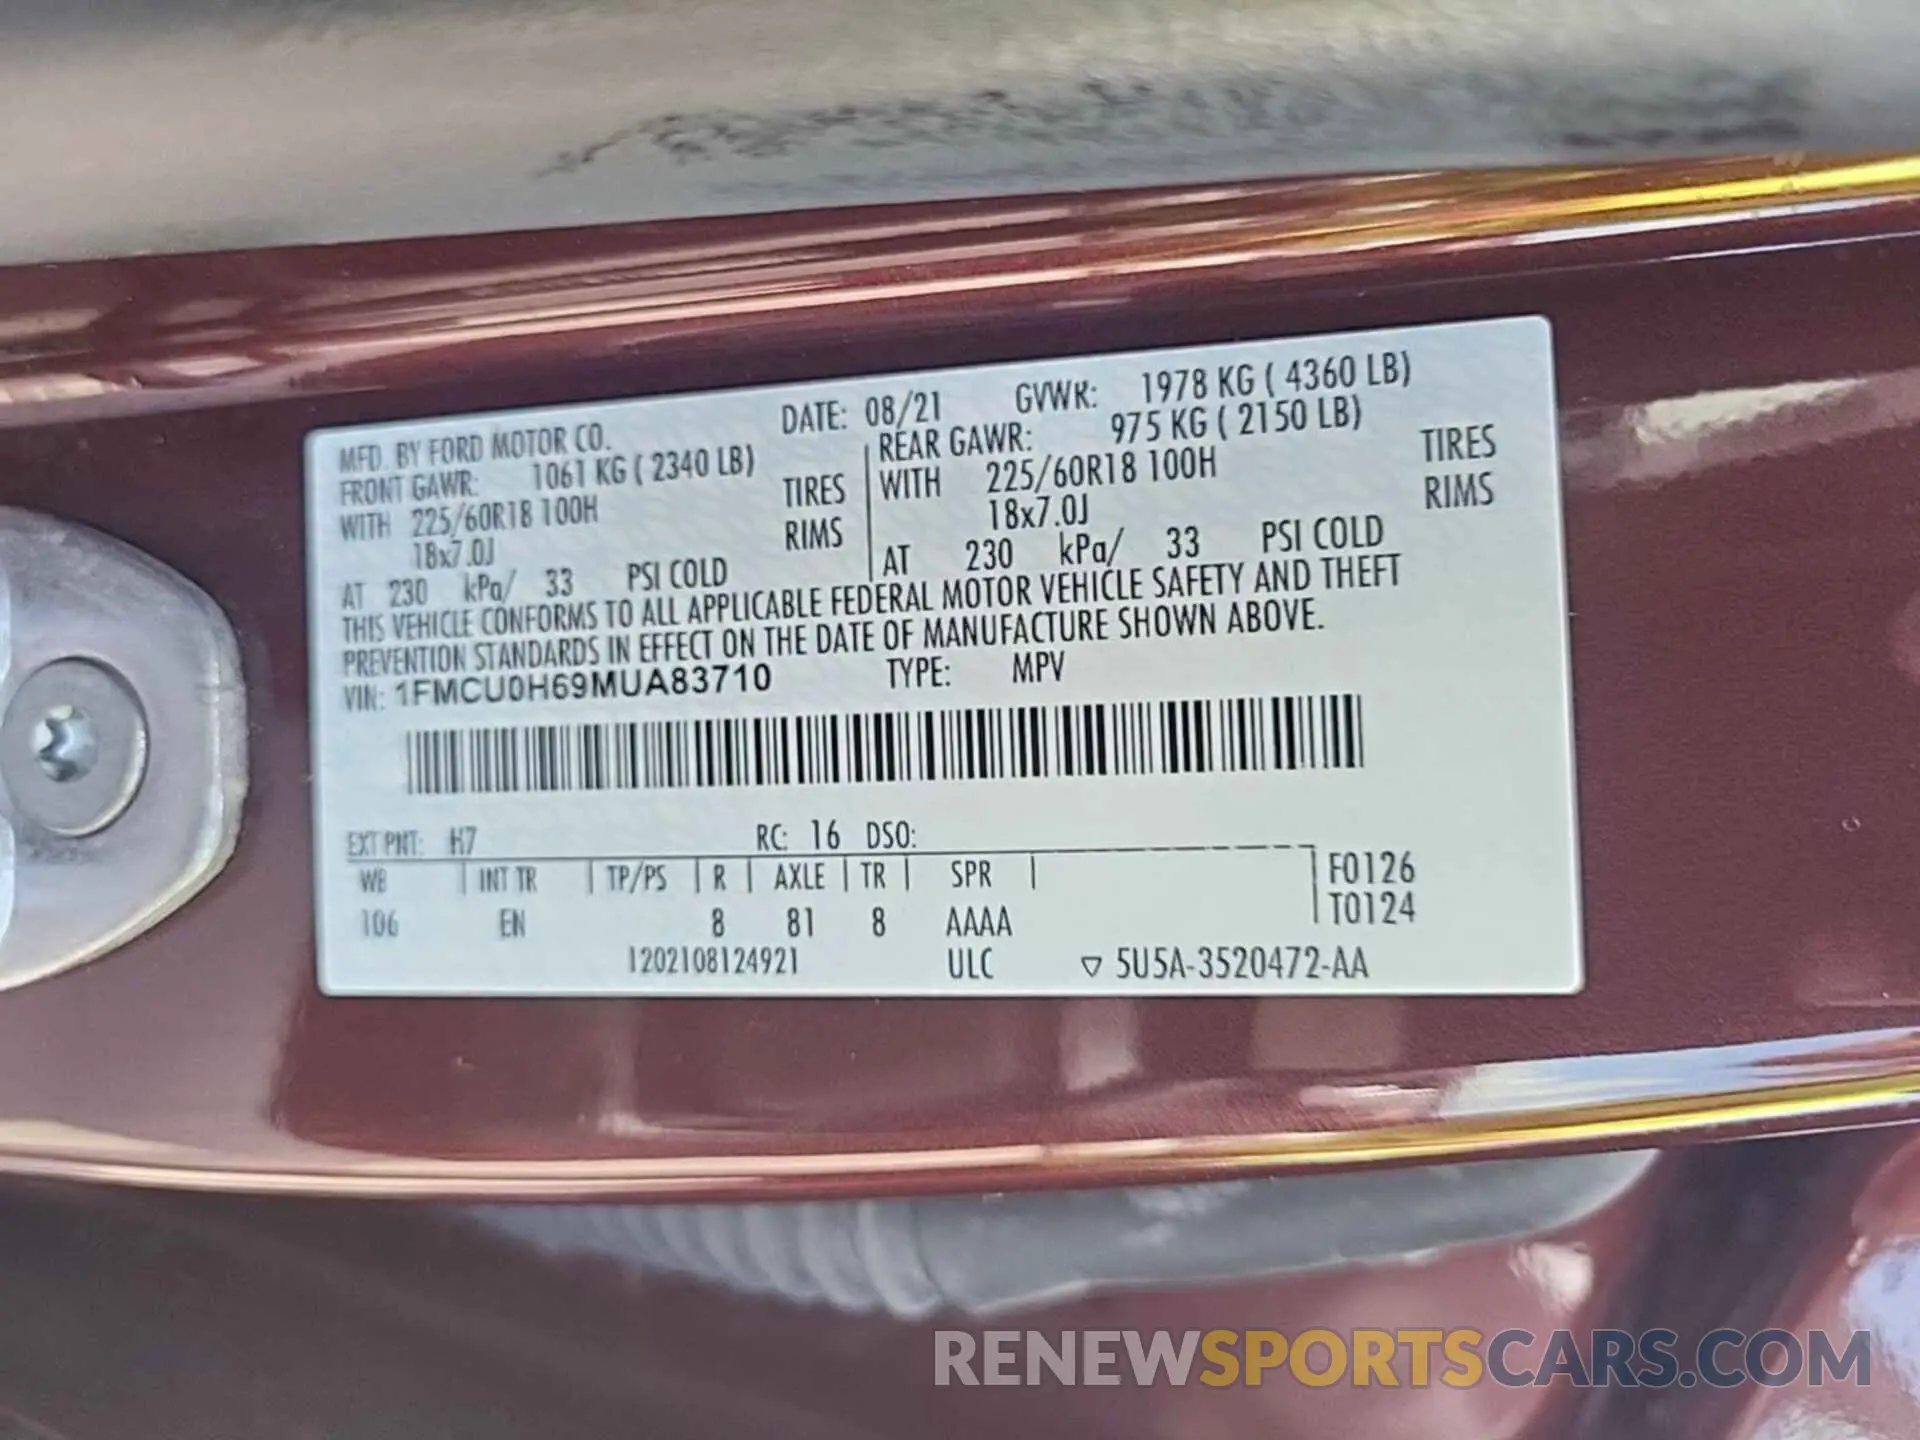 MFD. BY FORD MOTOR CO. DATE: 08/21 GVWR: 1978 KG ( 4360 LB)
FRONT GAWR: 1061 KG ( 2340 LB) REAR GAWR: 975 KG ( 2150 LB)
WITH 225/60R18 100H TIRES WITH 225/60R18 100H TIRES
18x7.0J RIMS 18x7.0J RIMS
AT 230 kPa/ 33 PSI COLD AT 230 kPa/ 33 PSI COLD
THIS VEHICLE CONFORMS TO ALL APPLICABLE FEDERAL MOTOR VEHICLE SAFETY AND THEFT
PREVENTION STANDARDS IN EFFECT ON THE DATE OF MANUFACTURE SHOWN ABOVE.
VIN: 1FMCU0H69MUA83710 TYPE: MPV
EXT PNT: H7 RC: 16 DSO:
WB | INT TR | TP/PS | R | AXLE | TR | SPR | F0126
106 EN 8 81 8 AAAA T0124
1202108124921 ULC ▽ 5U5A-3520472-AA
RENEWSPORTSCARS.COM